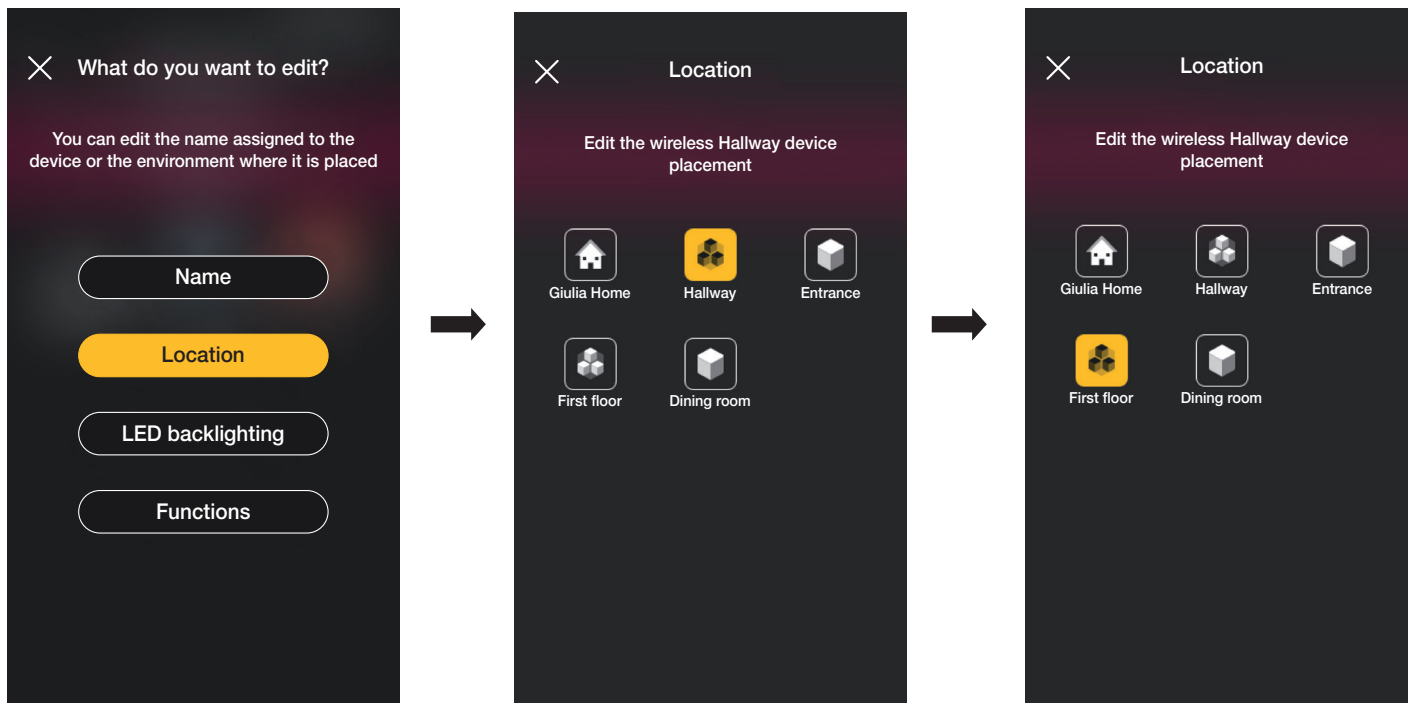 What do you want to edit?
You can edit the name assigned to the
device or the environment where it is placed
Name
Location
LED backlighting
Functions
Location
Edit the wireless Hallway device
placement
Giulia Home
Hallway
Entrance
First floor
Dining room
Location
Edit the wireless Hallway device
placement
Giulia Home
Hallway
Entrance
First floor
Dining room